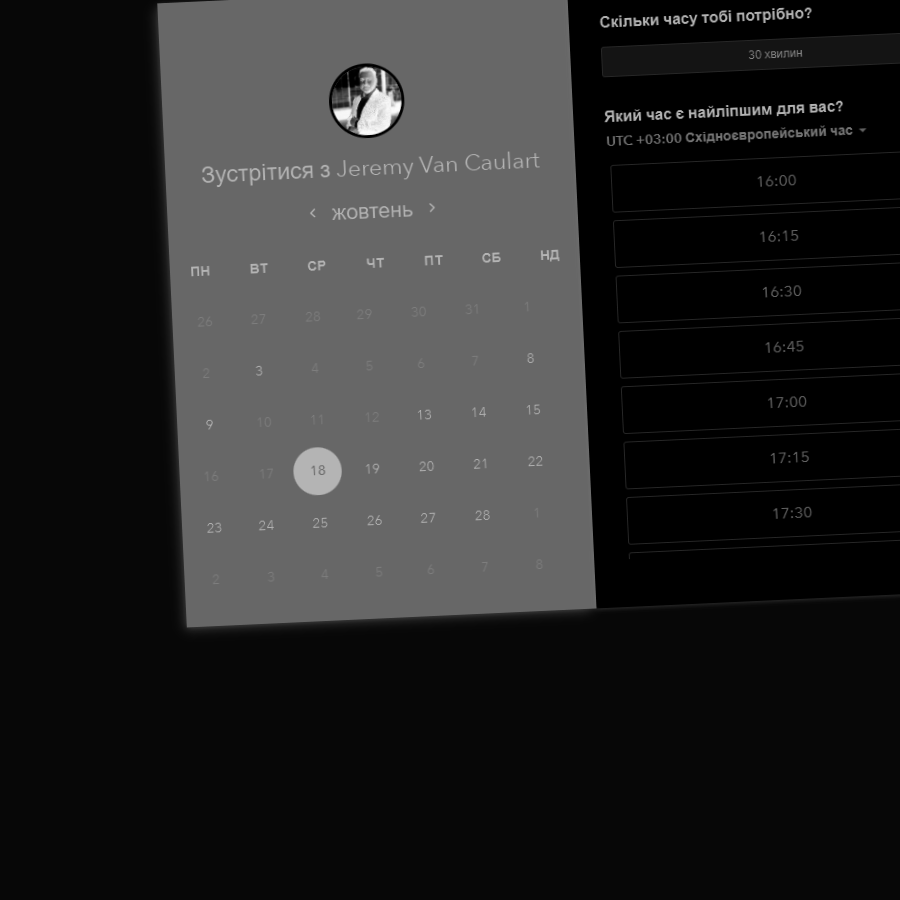 Зустрітися з Jeremy Van Caulart
‹ жовтень ›
ПН ВТ СР ЧТ ПТ СБ НД
26 27 28 29 30 31 1
2 3 4 5 6 7 8
9 10 11 12 13 14 15
16 17 18 19 20 21 22
23 24 25 26 27 28 1
2 3 4 5 6 7 8
Скільки часу тобі потрібно?
30 хвилин
Який час є найліпшим для вас?
UTC +03:00 Східноєвропейський час
16:00
16:15
16:30
16:45
17:00
17:15
17:30